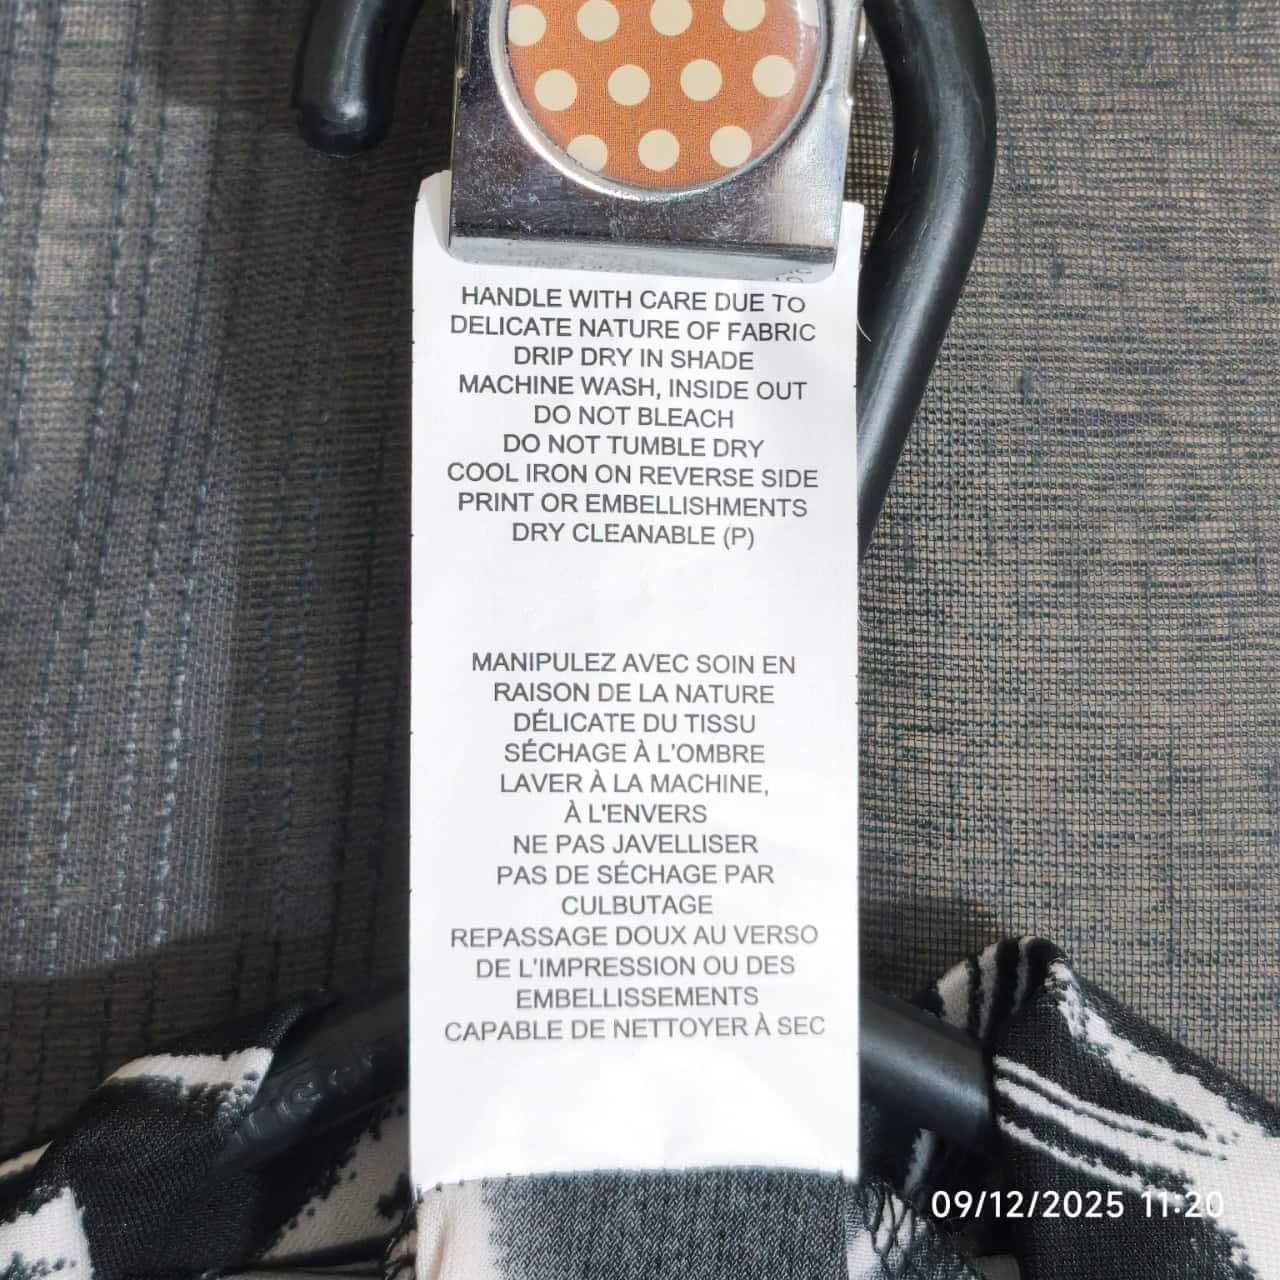 HANDLE WITH CARE DUE TO
DELICATE NATURE OF FABRIC
DRIP DRY IN SHADE
MACHINE WASH, INSIDE OUT
DO NOT BLEACH
DO NOT TUMBLE DRY
COOL IRON ON REVERSE SIDE
PRINT OR EMBELLISHMENTS
DRY CLEANABLE (P)
MANIPULEZ AVEC SOIN EN
RAISON DE LA NATURE
DÉLICATE DU TISSU
SÉCHAGE À L'OMBRE
LAVER À LA MACHINE,
À L'ENVERS
NE PAS JAVELLISER
PAS DE SÉCHAGE PAR
CULBUTAGE
REPASSAGE DOUX AU VERSO
DE L'IMPRESSION OU DES
EMBELLISSEMENTS
CAPABLE DE NETTOYER À SEC
09/12/2025 11:20